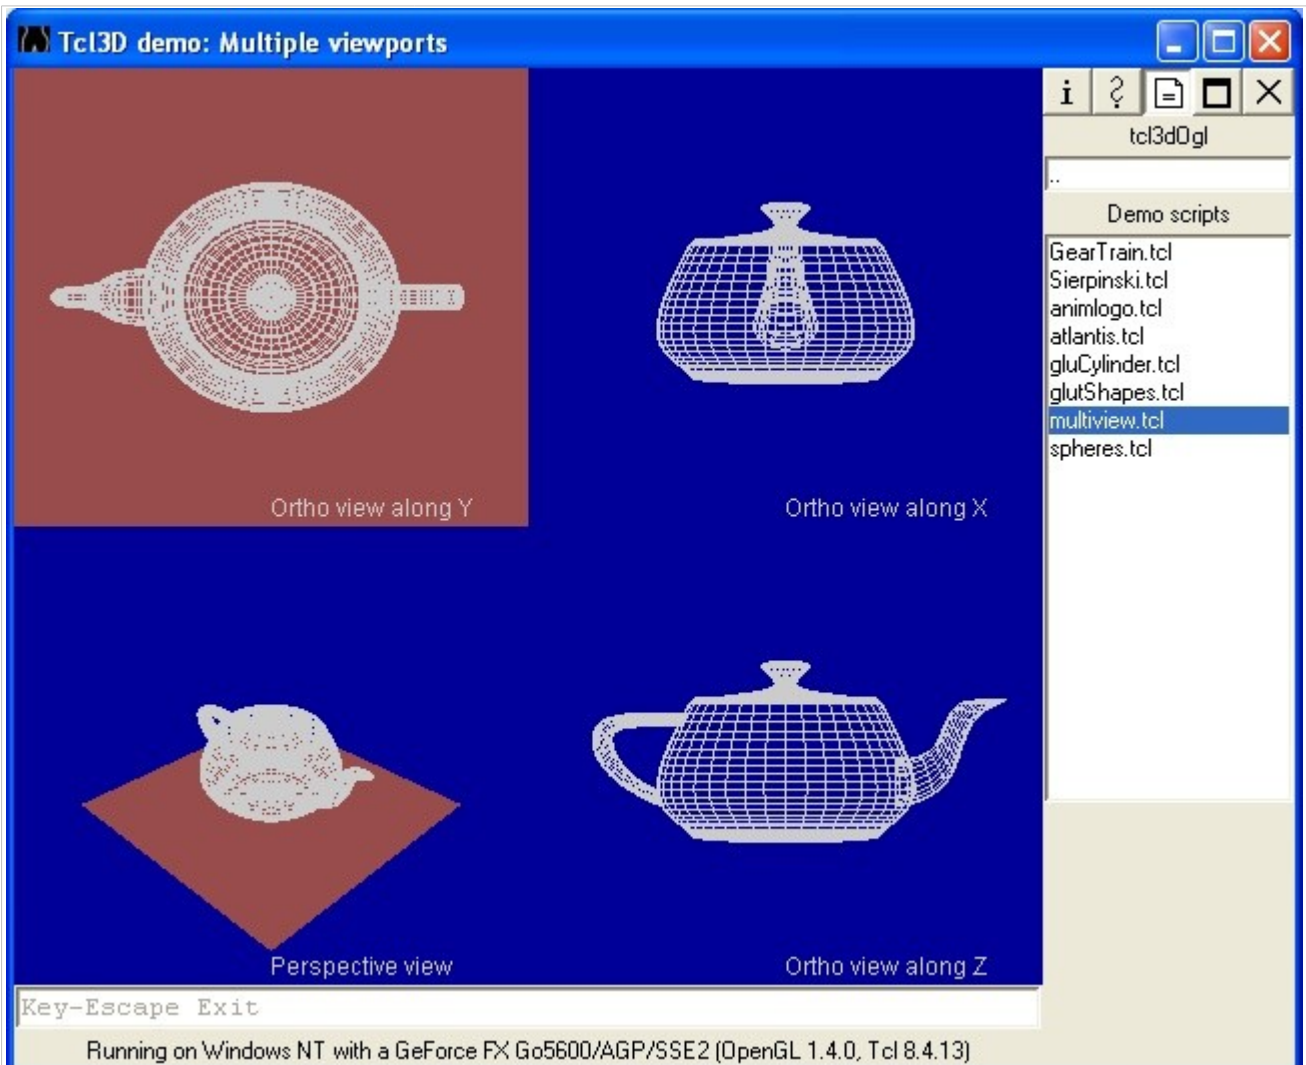 Tcl3D demo: Multiple viewports
i ?
tcl3dOgl
..
Demo scripts
GearTrain.tcl
Sierpinski.tcl
animlogo.tcl
atlantis.tcl
gluCylinder.tcl
glutShapes.tcl
multiview.tcl
spheres.tcl
Ortho view along Y
Ortho view along X
Perspective view
Ortho view along Z
Key-Escape Exit
Running on Windows NT with a GeForce FX Go5600/AGP/SSE2 (OpenGL 1.4.0, Tcl 8.4.13)